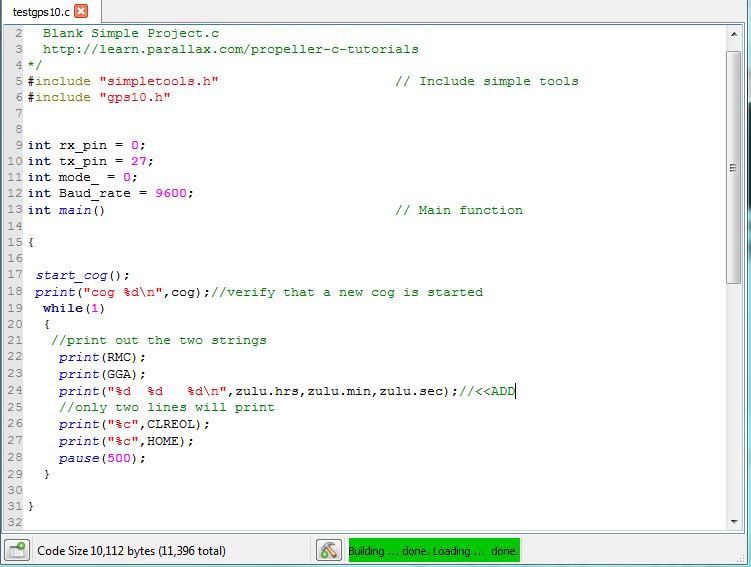 testgps10.c
2 Blank Simple Project.c
3 http://learn.parallax.com/propeller-c-tutorials
4 */
5 #include "simpletools.h" // Include simple tools
6 #include "gps10.h"
7
8
9 int rx_pin = 0;
10 int tx_pin = 27;
11 int mode_ = 0;
12 int Baud_rate = 9600;
13 int main() // Main function
14
15 {
16
17 start_cog();
18 print("cog %d\n",cog);//verify that a new cog is started
19 while(1)
20 {
21 //print out the two strings
22 print(RMC);
23 print(GGA);
24 print("%d %d %d\n",zulu.hrs,zulu.min,zulu.sec);//<<ADD
25 //only two lines will print
26 print("%c",CLREOL);
27 print("%c",HOME);
28 pause(500);
29 }
30
31 }
32
Code Size 10,112 bytes (11,396 total) Building ... done. Loading ... done.